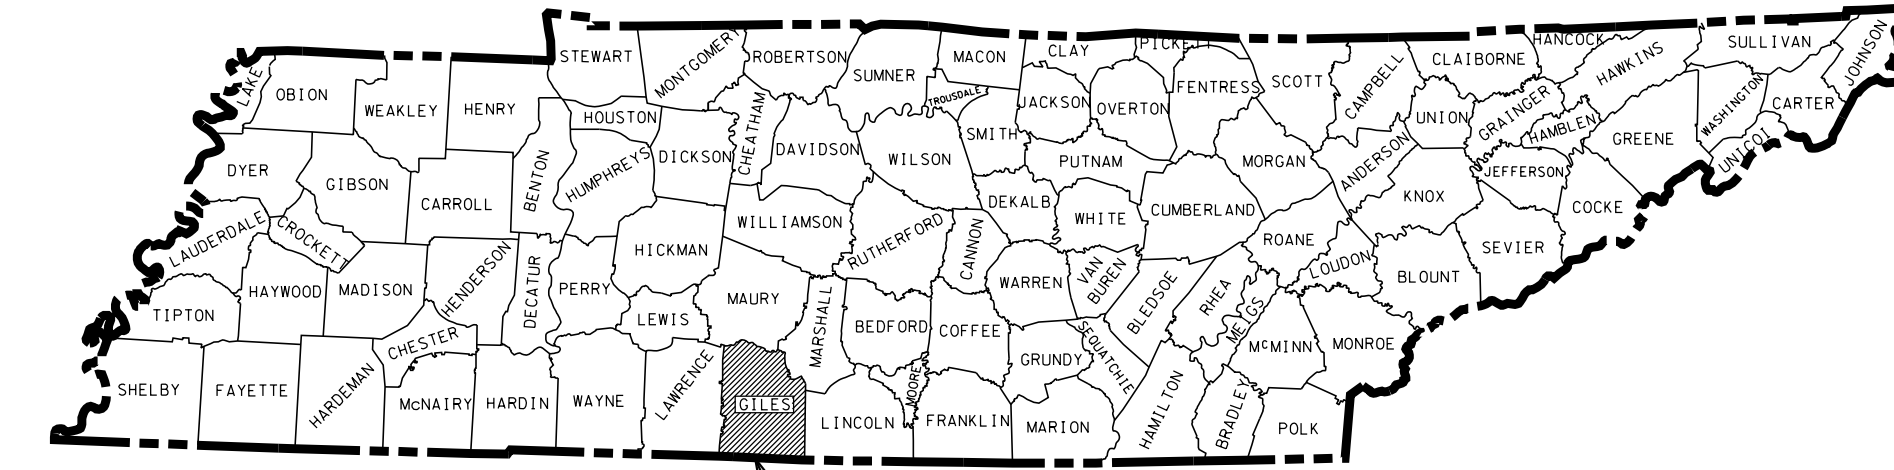 STEWART
MONTGOMERY
ROBERTSON
SUMNER
MACON
CLAY
PICKETT
FENTRESS
SCOTT
CAMPBELL
CLAIBORNE
HANCOCK
HAWKINS
SULLIVAN
JOHNSON
LAKE
OBION
WEAKLEY
HENRY
HOUSTON
CHEATHAM
TROUSDALE
JACKSON
OVERTON
UNION
GRAINGER
HAMBLEN
GREENE
WASHINGTON
CARTER
UNICOI
DYER
GIBSON
CARROLL
BENTON
HUMPHREYS
DICKSON
DAVIDSON
WILSON
SMITH
PUTNAM
MORGAN
ANDERSON
KNOX
JEFFERSON
COCKE
LAUDERDALE
CROCKETT
WILLIAMSON
RUTHERFORD
CANNON
DEKALB
WHITE
CUMBERLAND
ROANE
LOUDON
BLOUNT
SEVIER
TIPTON
HAYWOOD
MADISON
HENDERSON
DECATUR
PERRY
HICKMAN
LEWIS
MAURY
MARSHALL
BEDFORD
COFFEE
WARREN
VAN
BUREN
BLEDSOE
RHEA
MEIGS
McMINN
MONROE
SHELBY
FAYETTE
HARDEMAN
CHESTER
McNAIRY
HARDIN
WAYNE
LAWRENCE
GILES
LINCOLN
MOORE
FRANKLIN
GRUNDY
SEQUATCHIE
MARION
HAMILTON
BRADLEY
POLK